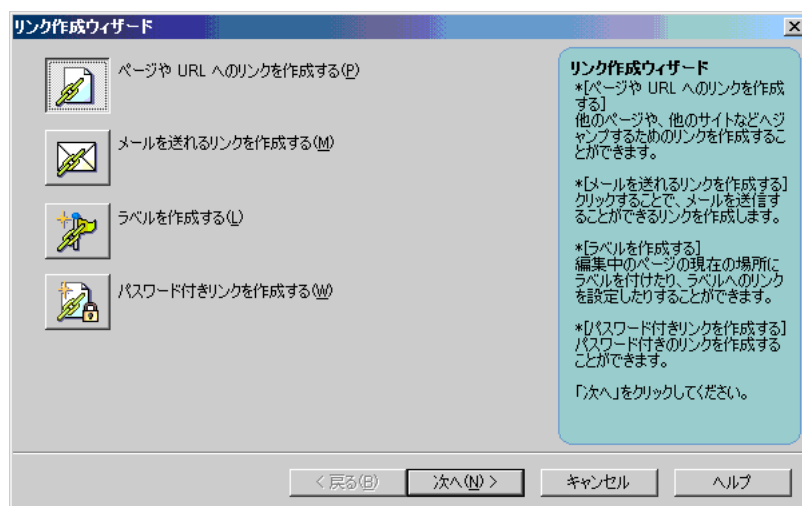 リンク作成ウィザード
ページや URL へのリンクを作成する(P)
メールを送れるリンクを作成する(M)
ラベルを作成する(L)
パスワード付きリンクを作成する(W)
リンク作成ウィザード
*[ページや URL へのリンクを作成
する]
他のページや、他のサイトなどへジ
ャンプするためのリンクを作成するこ
とができます。
*[メールを送れるリンクを作成する]
クリックすることで、メールを送信す
ることができるリンクを作成します。
*[ラベルを作成する]
編集中のページの現在の場所に
ラベルを付けたり、ラベルへのリンク
を設定したりすることができます。
*[パスワード付きリンクを作成する]
パスワード付きのリンクを作成する
ことができます。
「次へ」をクリックしてください。
< 戻る(B)
次へ(N) >
キャンセル
ヘルプ